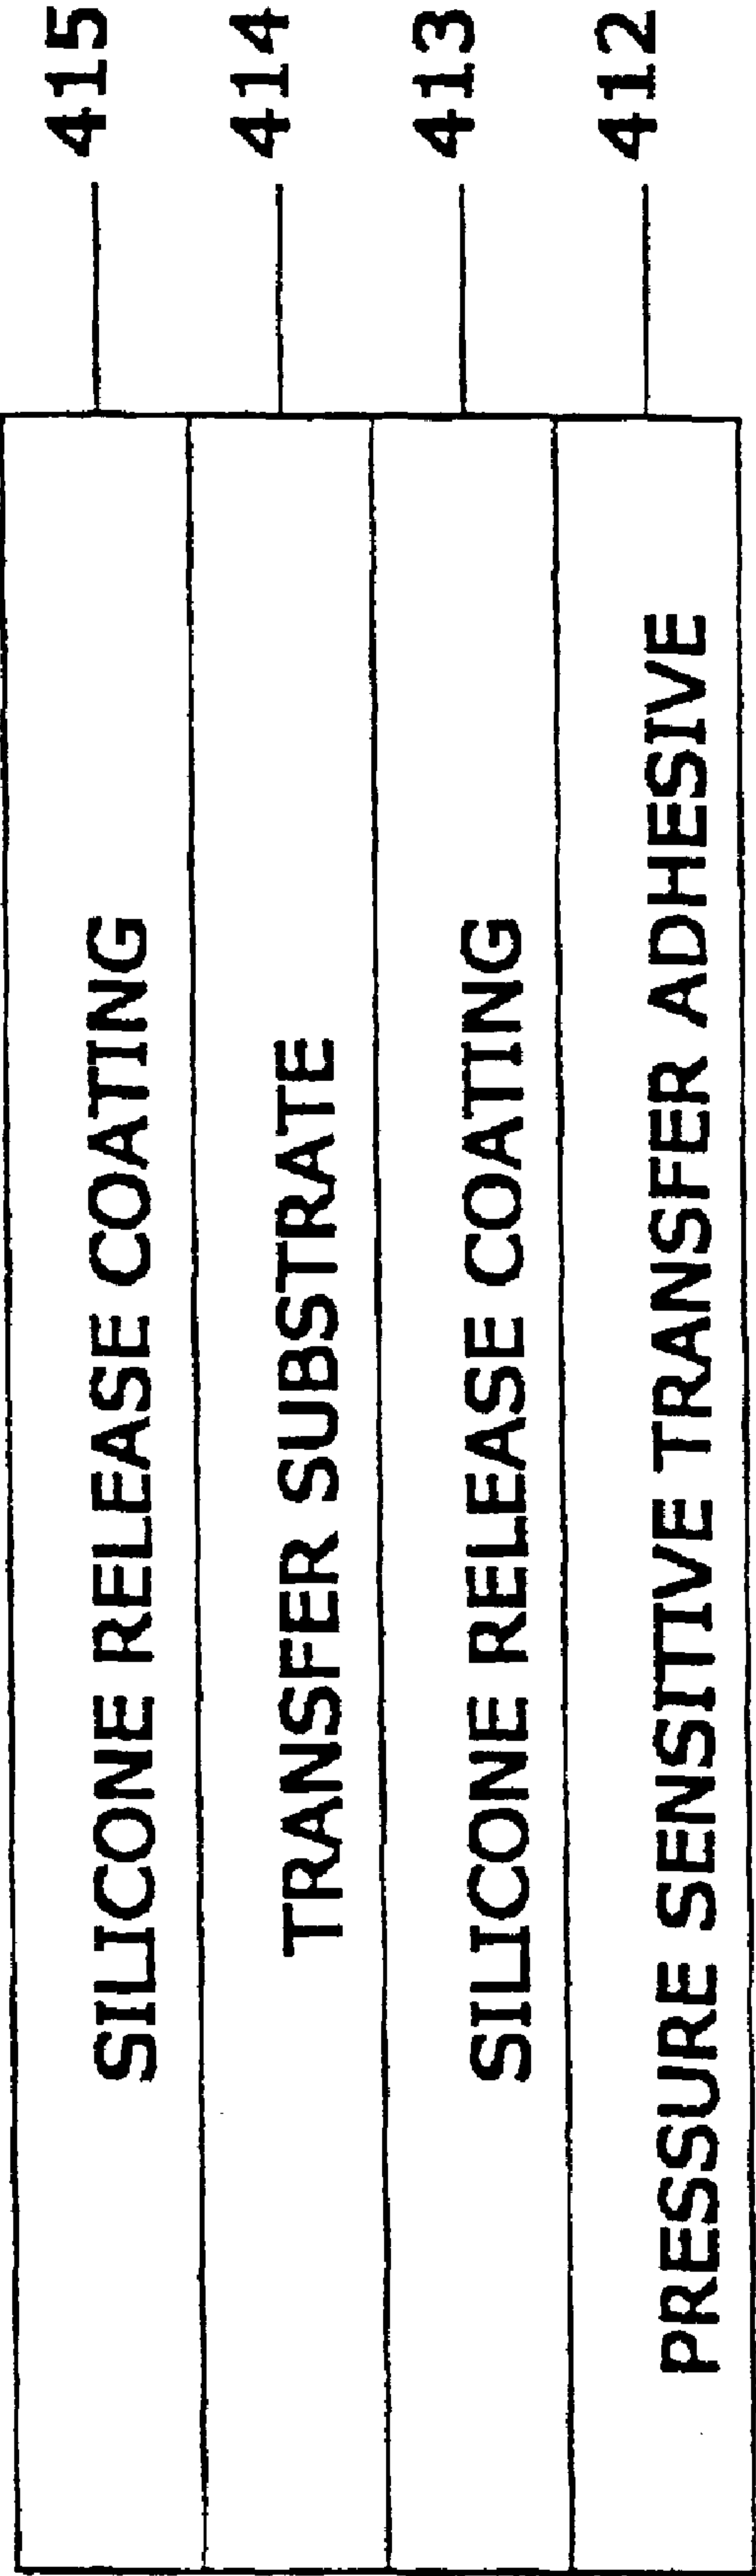 SILICONE RELEASE COATING 415
TRANSFER SUBSTRATE 414
SILICONE RELEASE COATING 413
PRESSURE SENSITIVE TRANSFER ADHESIVE 412